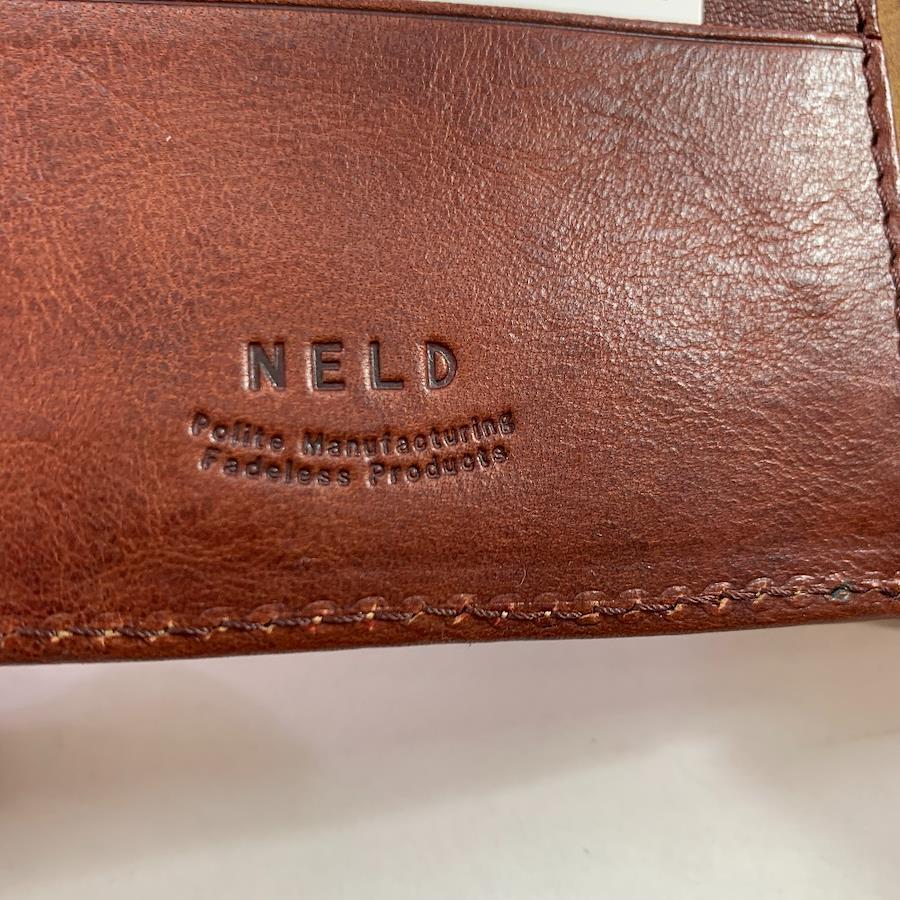 NELD
Polite Manufacturing
Fadeless Products